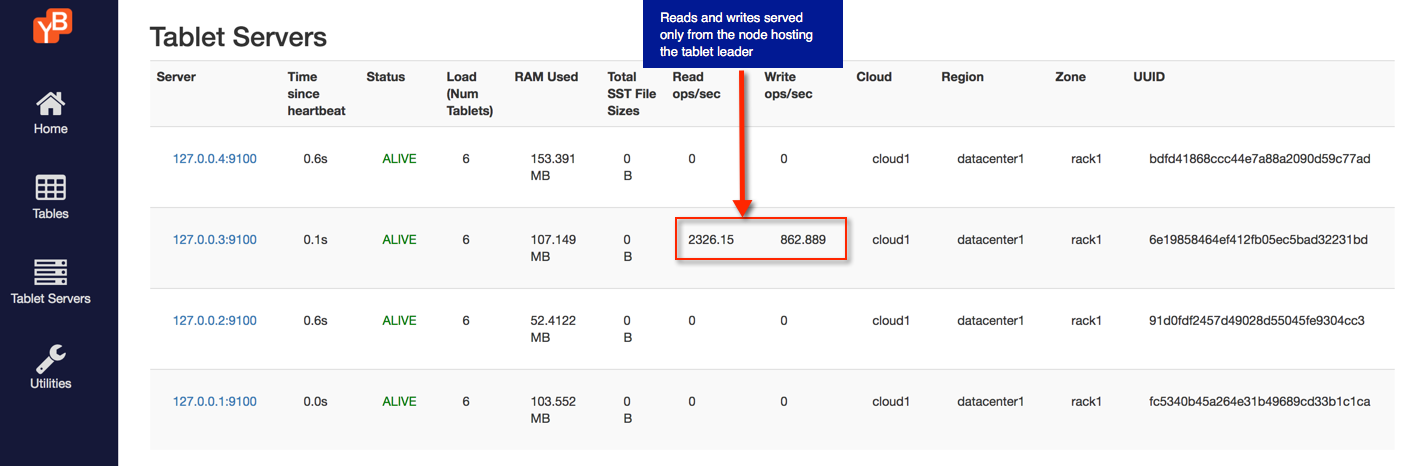 YB
Reads and writes served
only from the node hosting
the tablet leader
Home
Tables
Tablet Servers
Utilities
Tablet Servers
Server Time since heartbeat Status Load (Num Tablets) RAM Used Total SST File Sizes Read ops/sec Write ops/sec Cloud Region Zone UUID
127.0.0.4:9100 0.6s ALIVE 6 153.391 MB 0 B 0 0 cloud1 datacenter1 rack1 bdfd41868ccc44e7a88a2090d59c77ad
127.0.0.3:9100 0.1s ALIVE 6 107.149 MB 0 B 2326.15 862.889 cloud1 datacenter1 rack1 6e19858464ef412fb05ec5bad32231bd
127.0.0.2:9100 0.6s ALIVE 6 52.4122 MB 0 B 0 0 cloud1 datacenter1 rack1 91d0fdf2457d49028d55045fe9304cc3
127.0.0.1:9100 0.0s ALIVE 6 103.552 MB 0 B 0 0 cloud1 datacenter1 rack1 fc5340b45a264e31b49689cd33b1c1ca